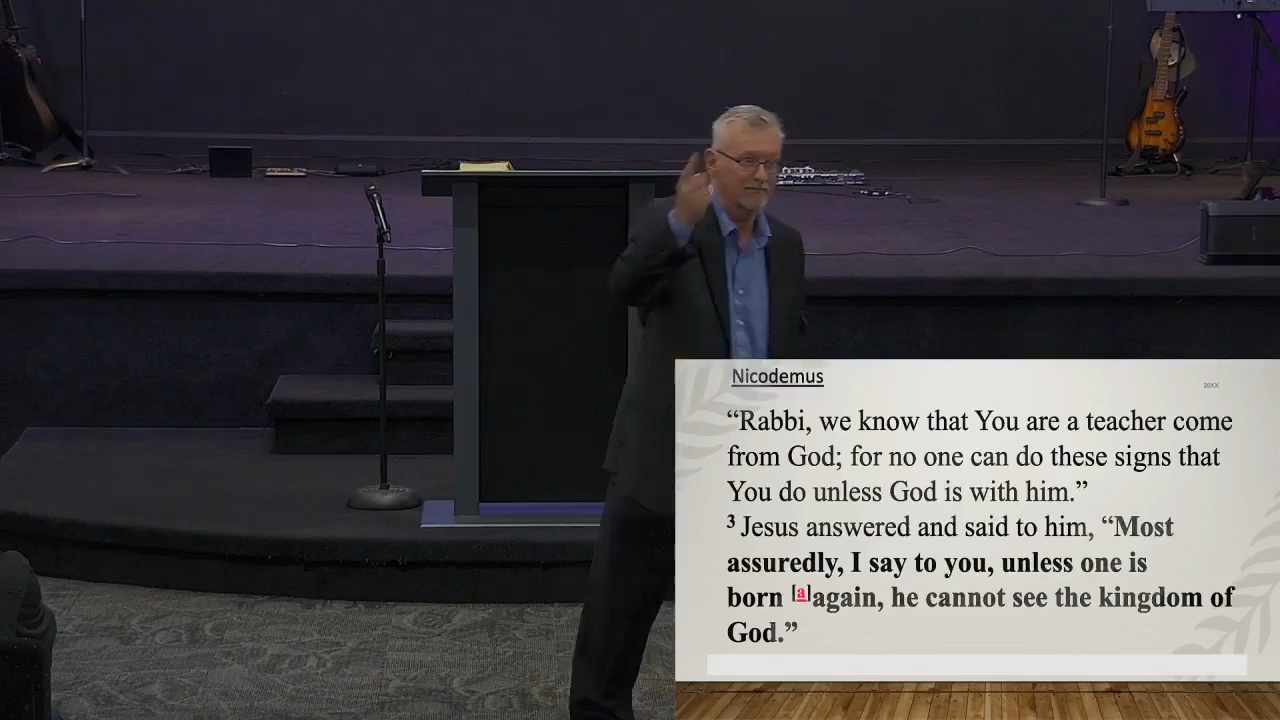 Nicodemus
20XX
“Rabbi, we know that You are a teacher come
from God; for no one can do these signs that
You do unless God is with him.”
3 Jesus answered and said to him, “Most
assuredly, I say to you, unless one is
born [a]again, he cannot see the kingdom of
God.”